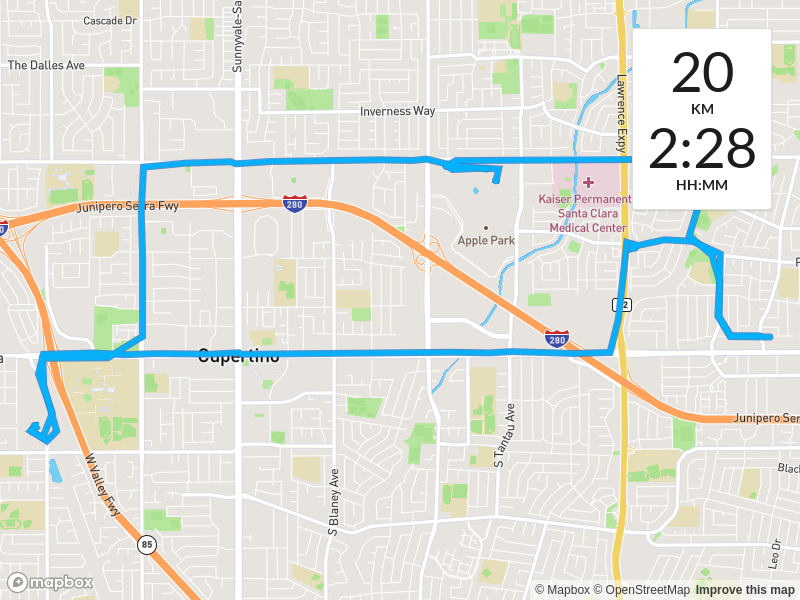 Cascade Dr
Sunnyvale-Sa
The Dalles Ave
Inverness Way
Lawrence Expy
20
KM
2:28
HH:MM
Junipero Serra Fwy
280
Kaiser Permanent
Santa Clara
Medical Center
Apple Park
280
Cupertino
S Blaney Ave
S Tantau Ave
Junipero Ser
W Valley Fwy
85
Black
Leo Dr
mapbox
© Mapbox © OpenStreetMap Improve this map